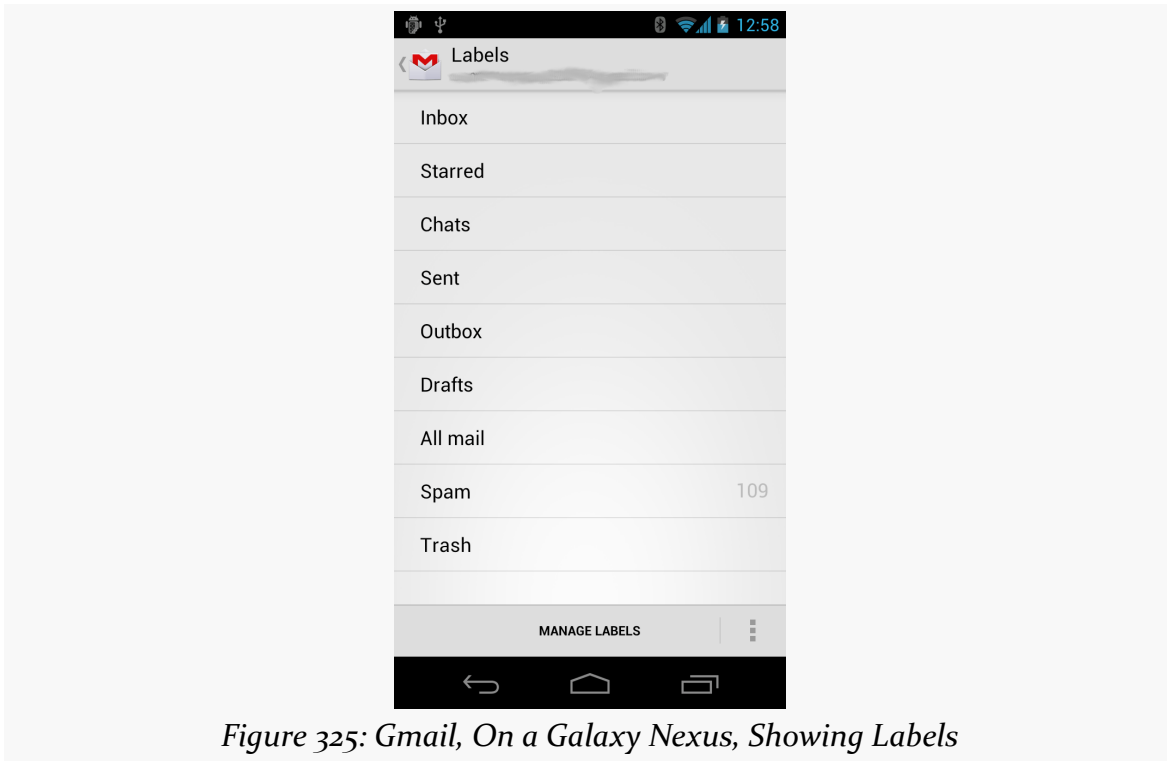 12:58
Labels
Inbox
Starred
Chats
Sent
Outbox
Drafts
All mail
Spam 109
Trash
MANAGE LABELS
Figure 325: Gmail, On a Galaxy Nexus, Showing Labels